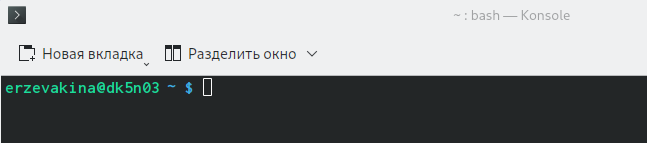 ~ : bash — Konsole
Новая вкладка Разделить окно
erzevakina@dk5n03 ~ $